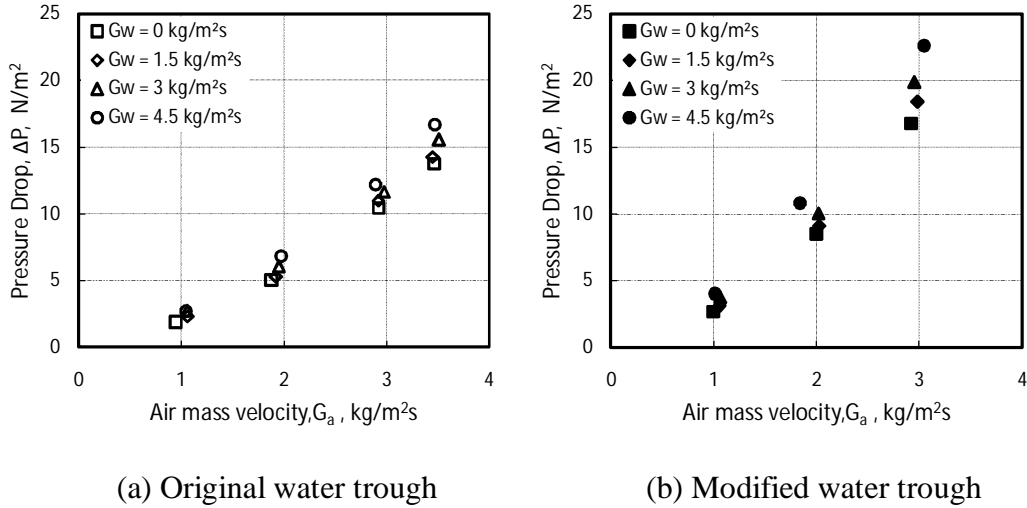 25
20
15
10
5
0
Pressure Drop, ΔP, N/m²
Gw = 0 kg/m²s
Gw = 1.5 kg/m²s
Gw = 3 kg/m²s
Gw = 4.5 kg/m²s
0 1 2 3 4
Air mass velocity,Gₐ , kg/m²s
(a) Original water trough
25
20
15
10
5
0
Pressure Drop, ΔP, N/m²
Gw = 0 kg/m²s
Gw = 1.5 kg/m²s
Gw = 3 kg/m²s
Gw = 4.5 kg/m²s
0 1 2 3 4
Air mass velocity,Gₐ , kg/m²s
(b) Modified water trough